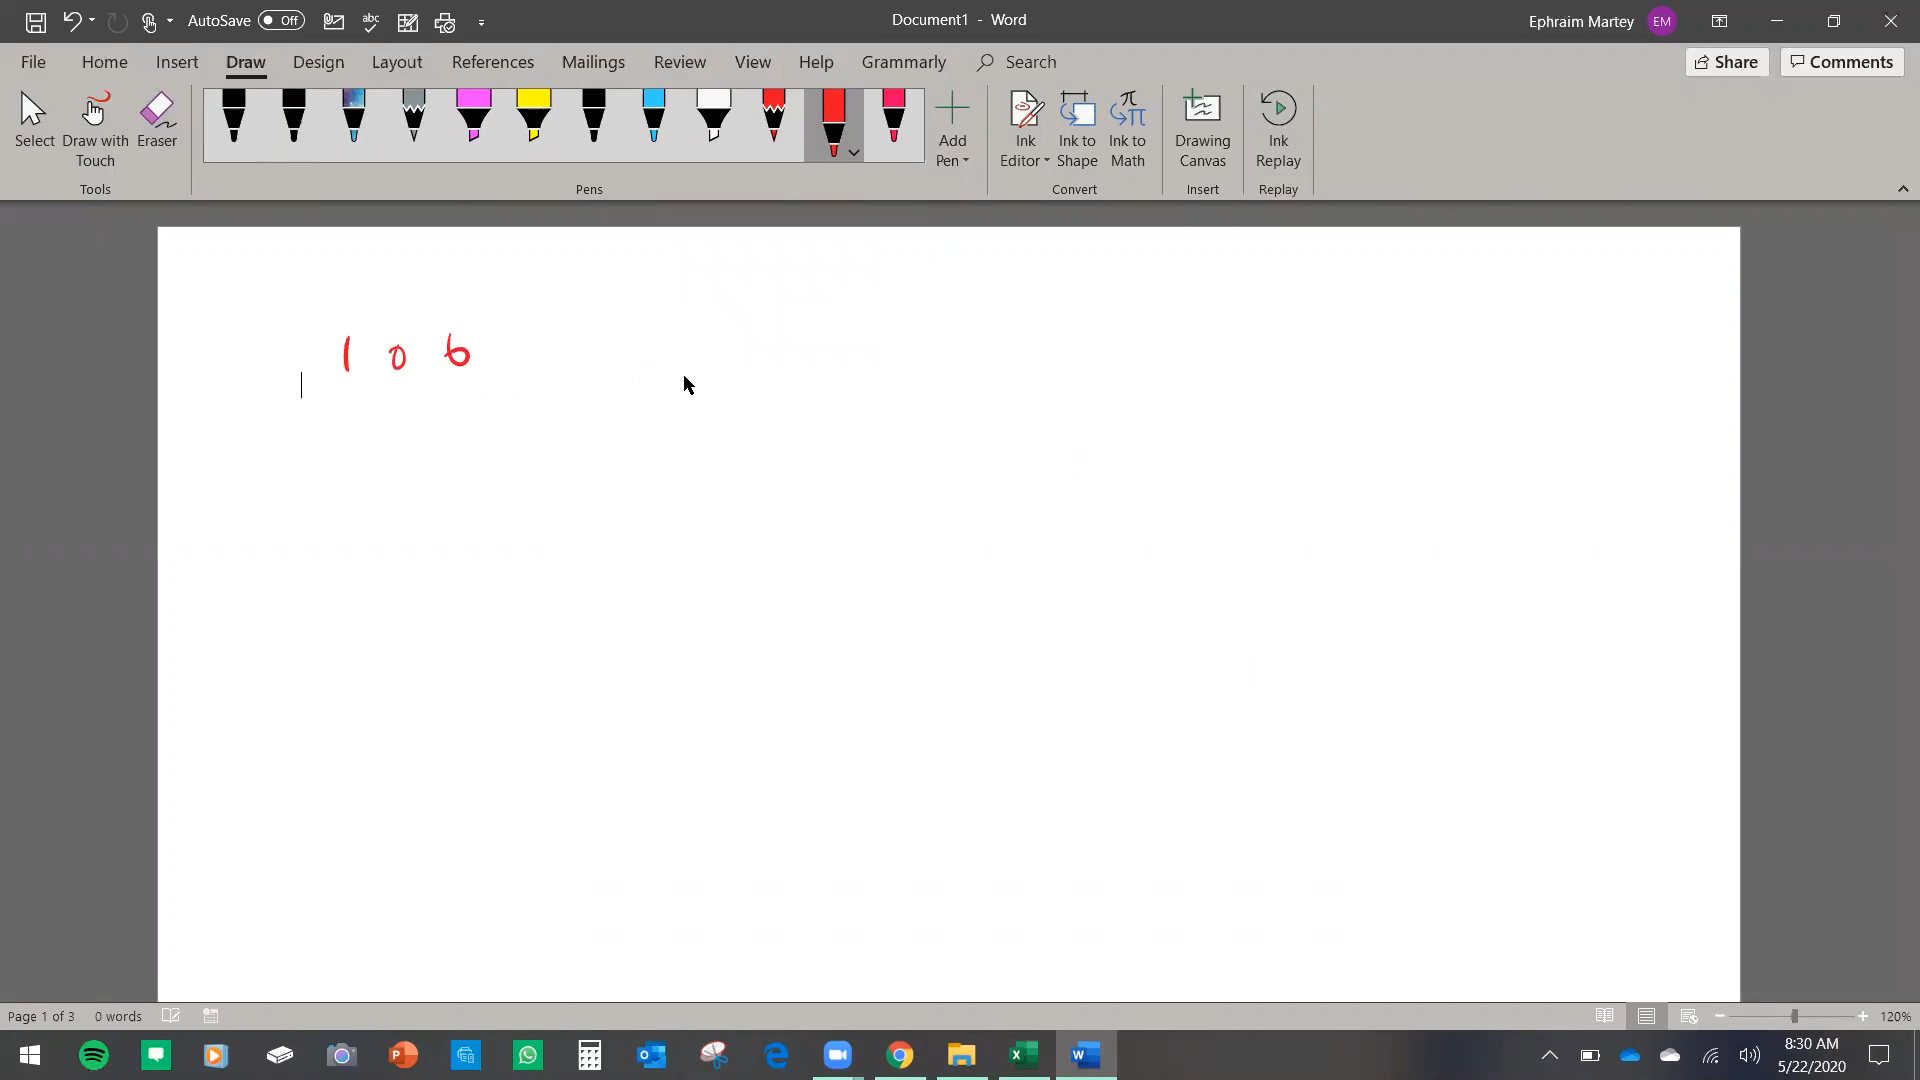 AutoSave Off
Document1 - Word
Ephraim Martey EM
File Home Insert Draw Design Layout References Mailings Review View Help Grammarly Search
Share Comments
Select Draw with Touch Eraser
Add Pen
Ink Editor Ink to Shape Ink to Math
Drawing Canvas
Ink Replay
Tools Pens Convert Insert Replay
1 0 6
Page 1 of 3 0 words 120%
8:30 AM
5/22/2020